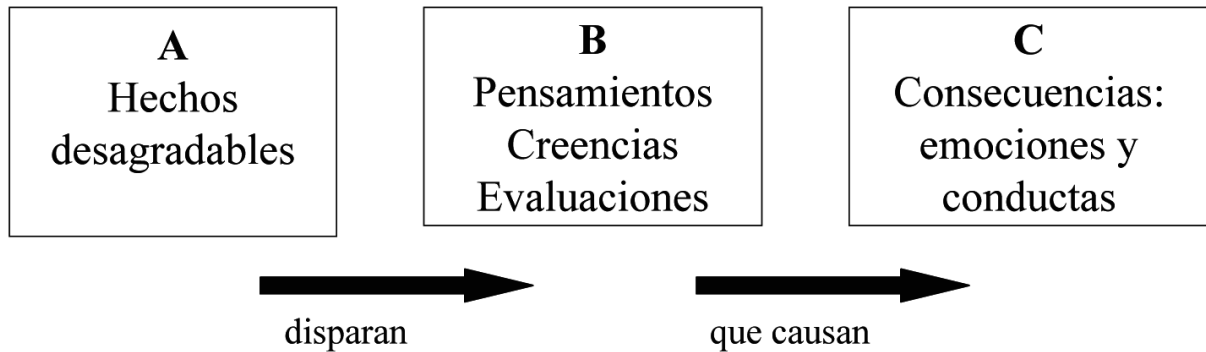 A
Hechos
desagradables
B
Pensamientos
Creencias
Evaluaciones
C
Consecuencias:
emociones y
conductas
disparan
que causan